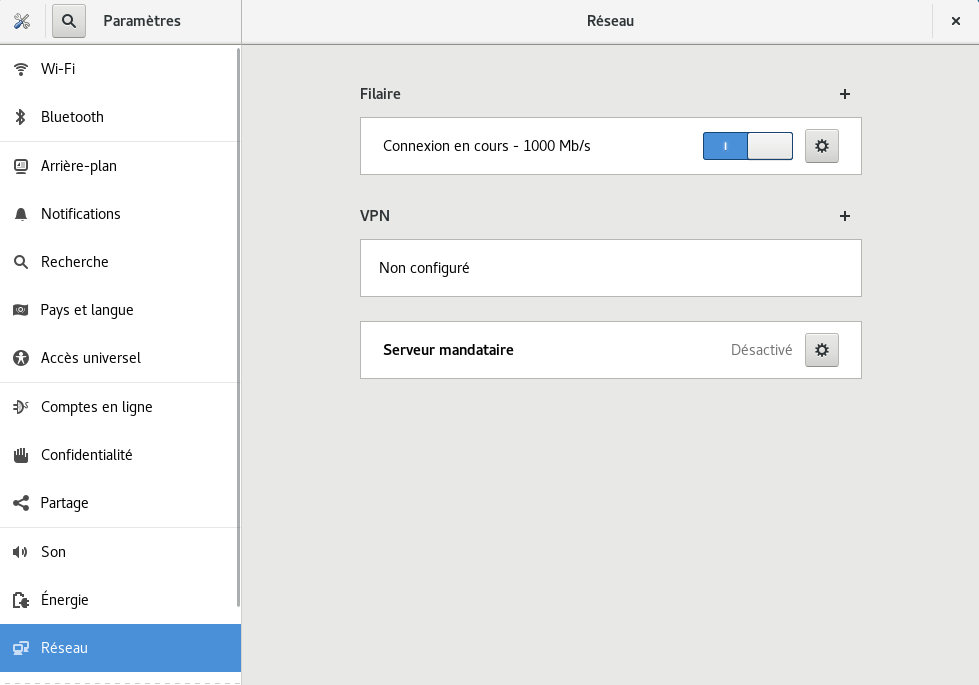 Paramètres
Réseau
Wi-Fi
Bluetooth
Arrière-plan
Notifications
Recherche
Pays et langue
Accès universel
Comptes en ligne
Confidentialité
Partage
Son
Énergie
Réseau
Filaire
Connexion en cours - 1000 Mb/s
VPN
Non configuré
Serveur mandataire
Désactivé